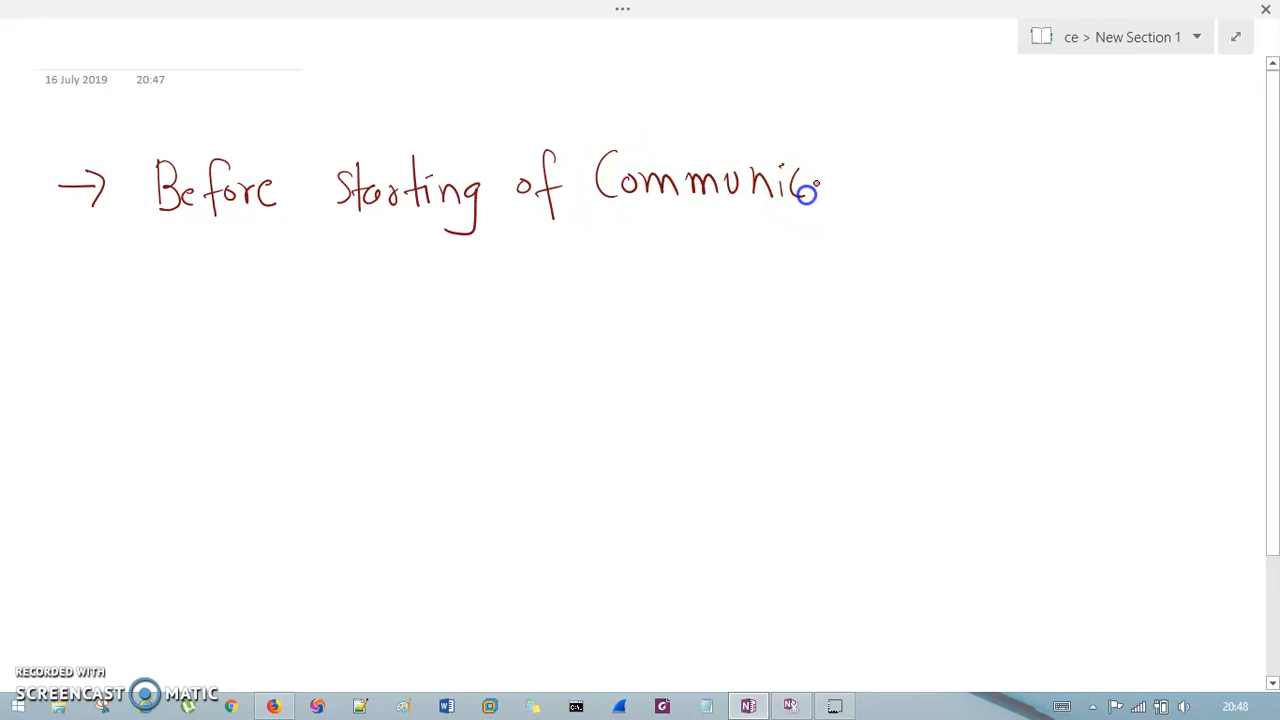 ce > New Section 1
16 July 2019 20:47
→ Before Starting of Communic
RECORDED WITH
SCREENCAST MATIC
20:48